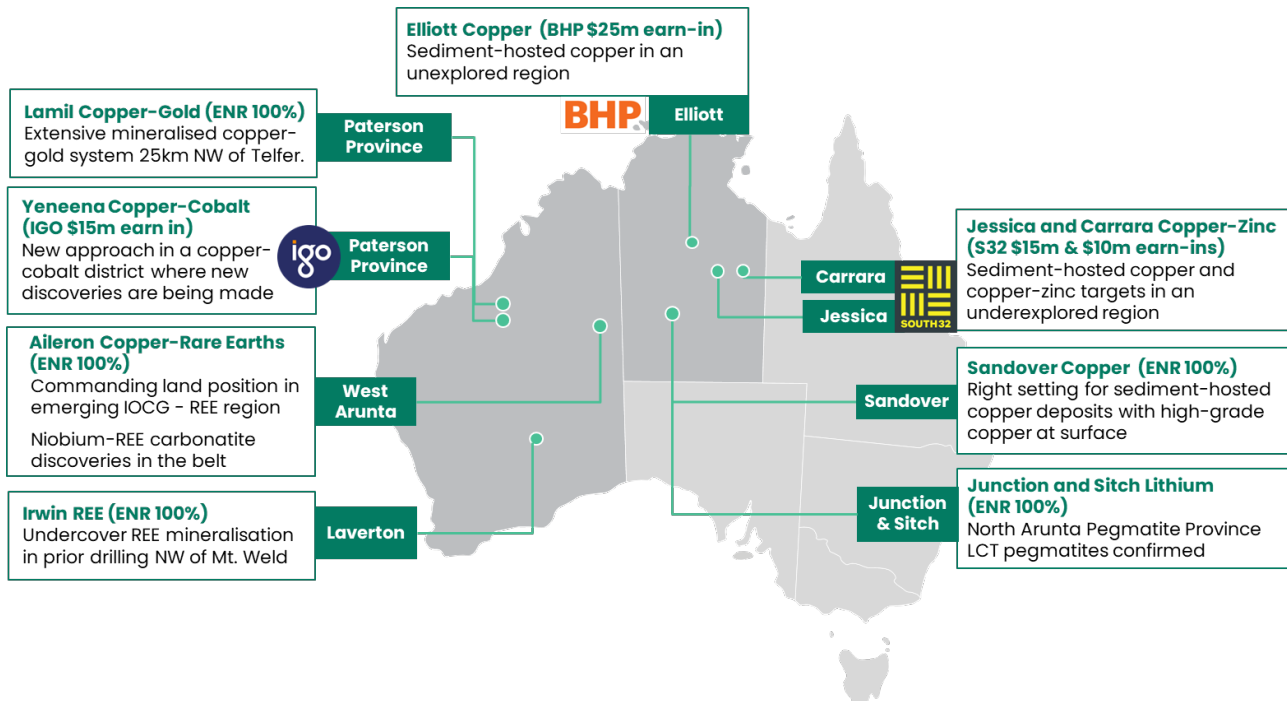 Elliott Copper (BHP $25m earn-in)
Sediment-hosted copper in an
unexplored region
BHP
Elliott
Lamil Copper-Gold (ENR 100%)
Extensive mineralised copper-
gold system 25km NW of Telfer.
Paterson
Province
Yeneena Copper-Cobalt
(IGO $15m earn in)
New approach in a copper-
cobalt district where new
discoveries are being made
igo
Paterson
Province
Aileron Copper-Rare Earths
(ENR 100%)
Commanding land position in
emerging IOCG - REE region
Niobium-REE carbonatite
discoveries in the belt
West
Arunta
Irwin REE (ENR 100%)
Undercover REE mineralisation
in prior drilling NW of Mt. Weld
Laverton
Carrara
Jessica
SOUTH32
Jessica and Carrara Copper-Zinc
(S32 $15m & $10m earn-ins)
Sediment-hosted copper and
copper-zinc targets in an
underexplored region
Sandover
Sandover Copper (ENR 100%)
Right setting for sediment-hosted
copper deposits with high-grade
copper at surface
Junction
& Sitch
Junction and Sitch Lithium
(ENR 100%)
North Arunta Pegmatite Province
LCT pegmatites confirmed